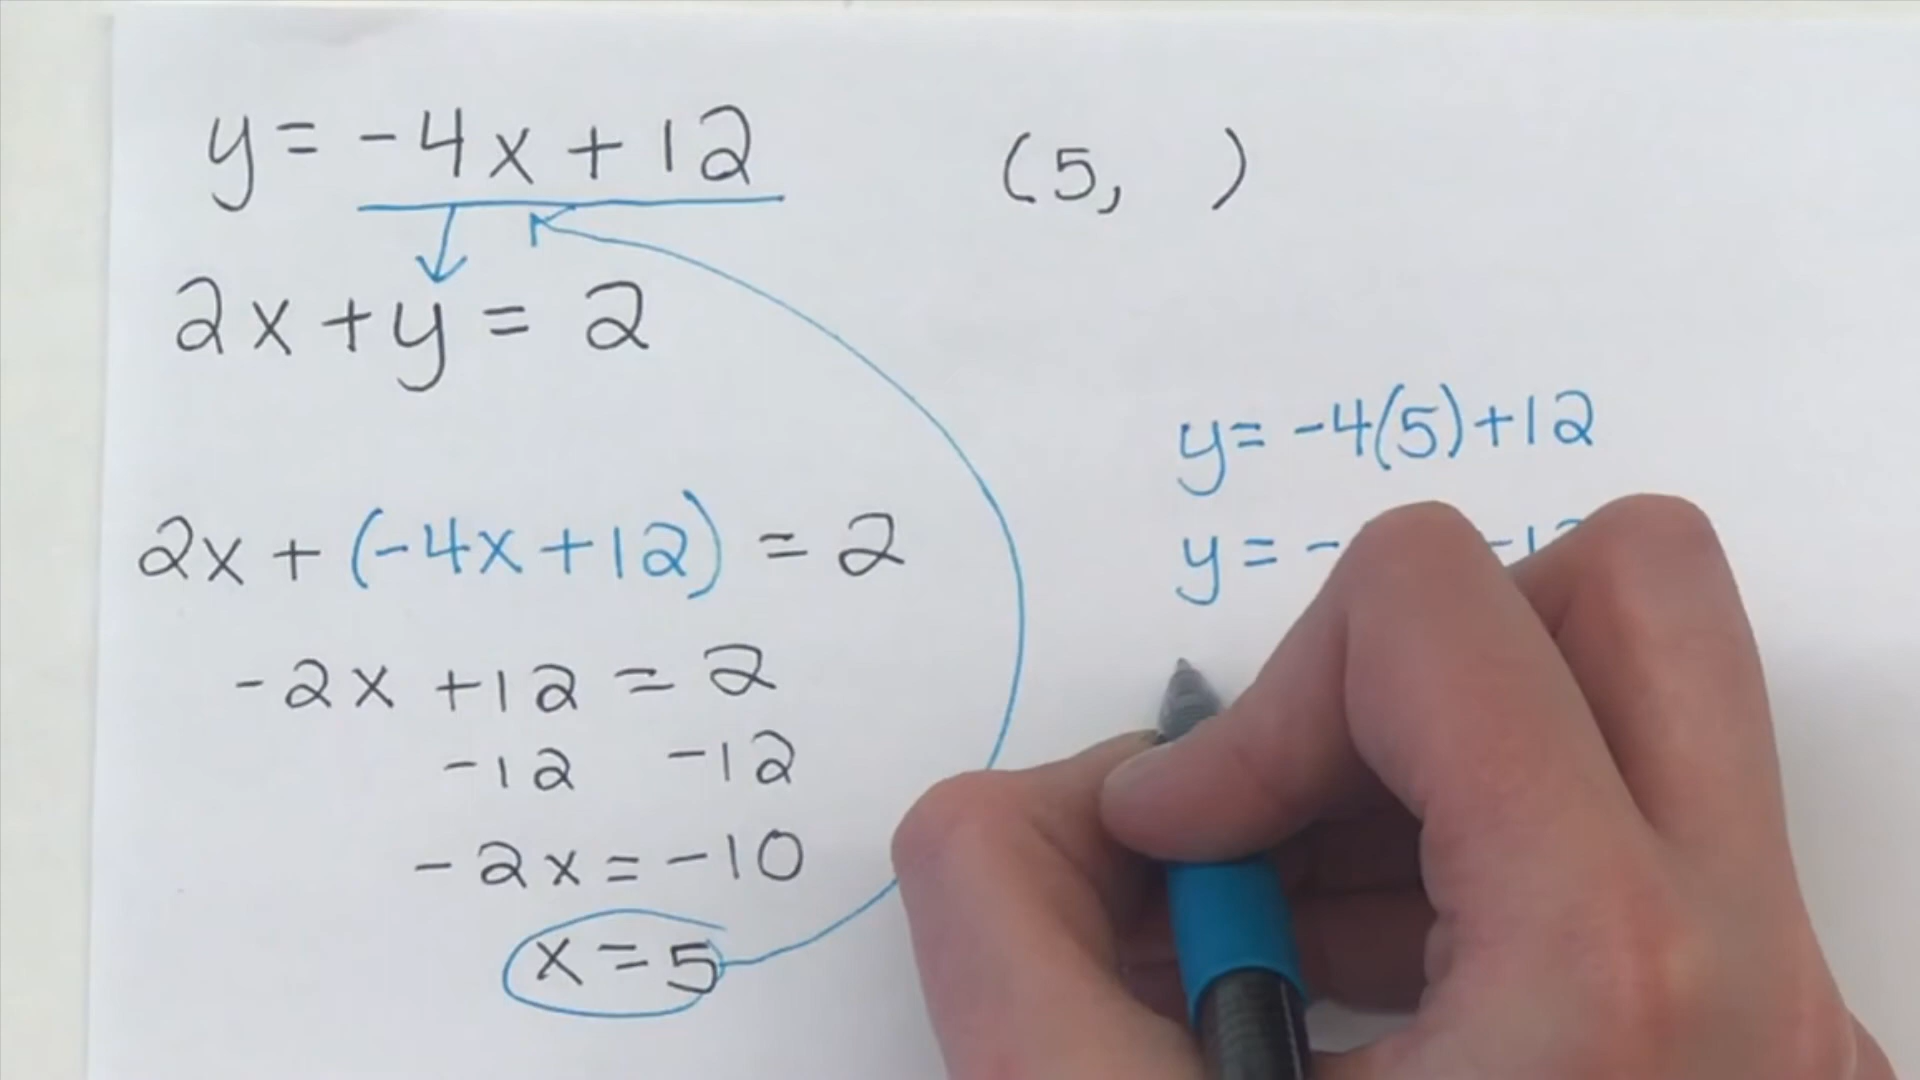 y = -4x + 12
(5, )
2x + y = 2
2x + (-4x + 12) = 2
-2x + 12 = 2
-12 -12
-2x = -10
x = 5
y = -4(5) + 12
y = -